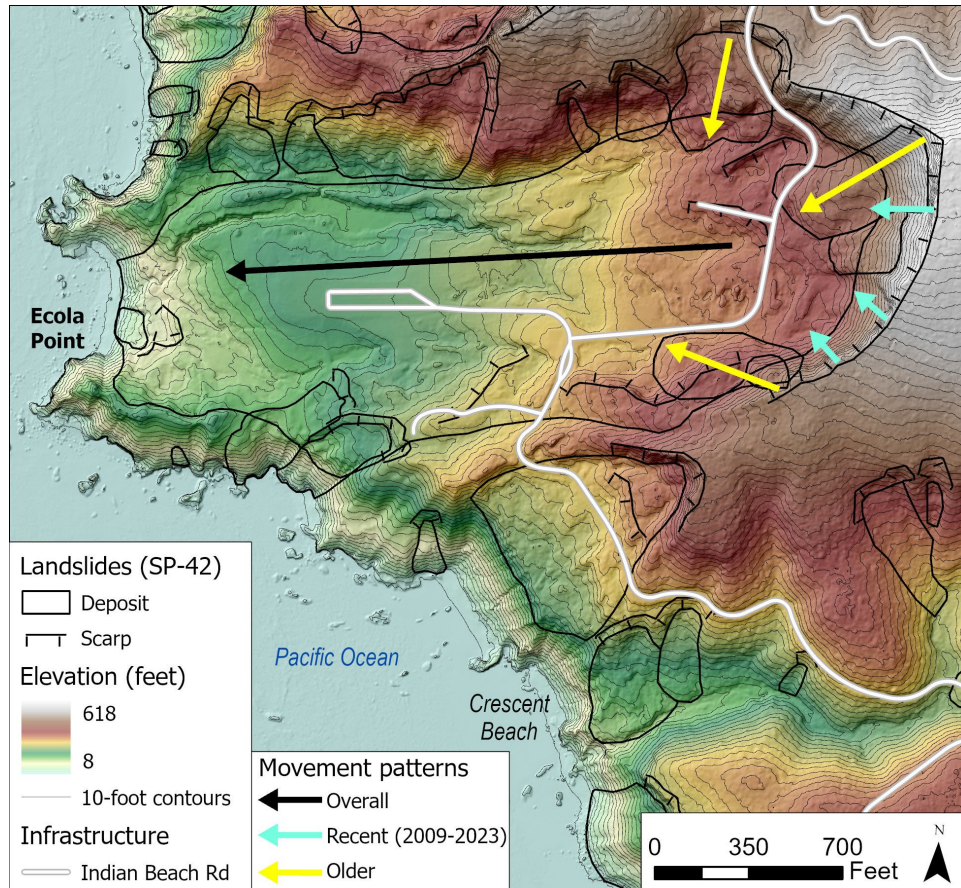 Ecola
Point
Pacific Ocean
Crescent
Beach
Landslides (SP-42)
Deposit
Scarp
Elevation (feet)
618
8
10-foot contours
Infrastructure
Indian Beach Rd
Movement patterns
Overall
Recent (2009-2023)
Older
N
0 350 700
Feet